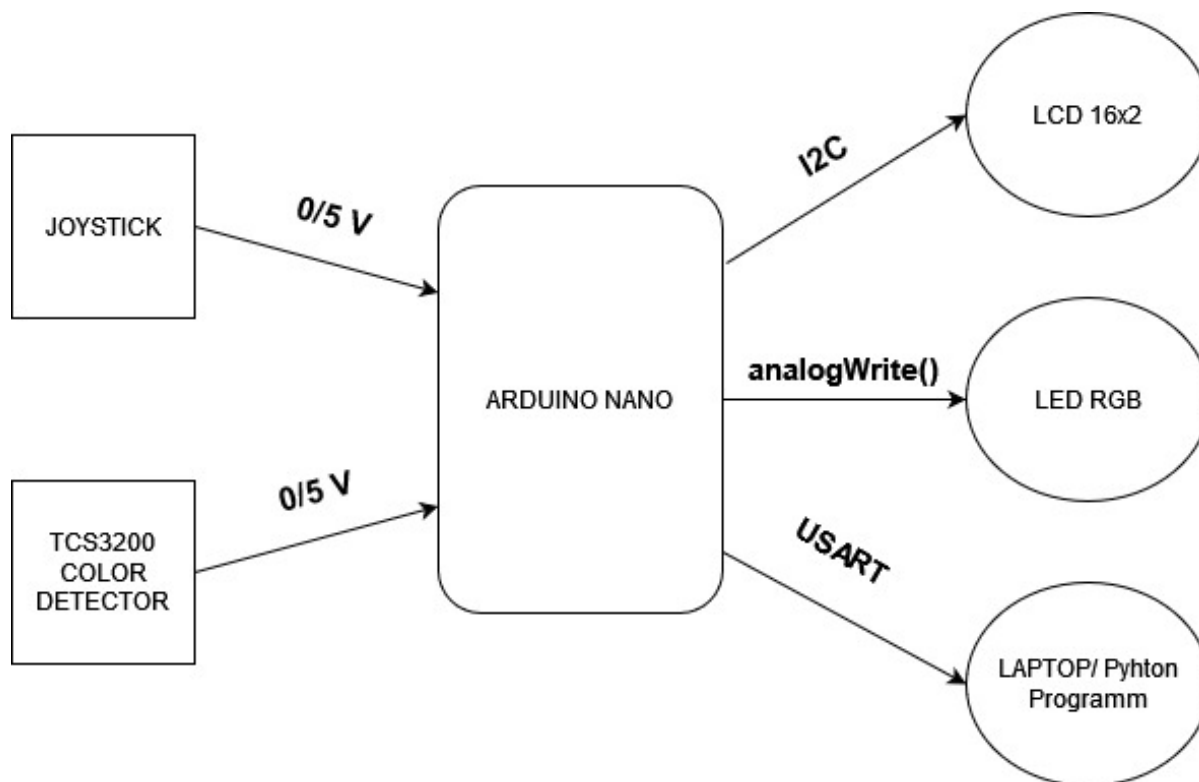 LCD 16x2
I2C
JOYSTICK
0/5 V
ARDUINO NANO
analogWrite()
LED RGB
TCS3200
COLOR
DETECTOR
0/5 V
USART
LAPTOP/ Pyhton
Programm